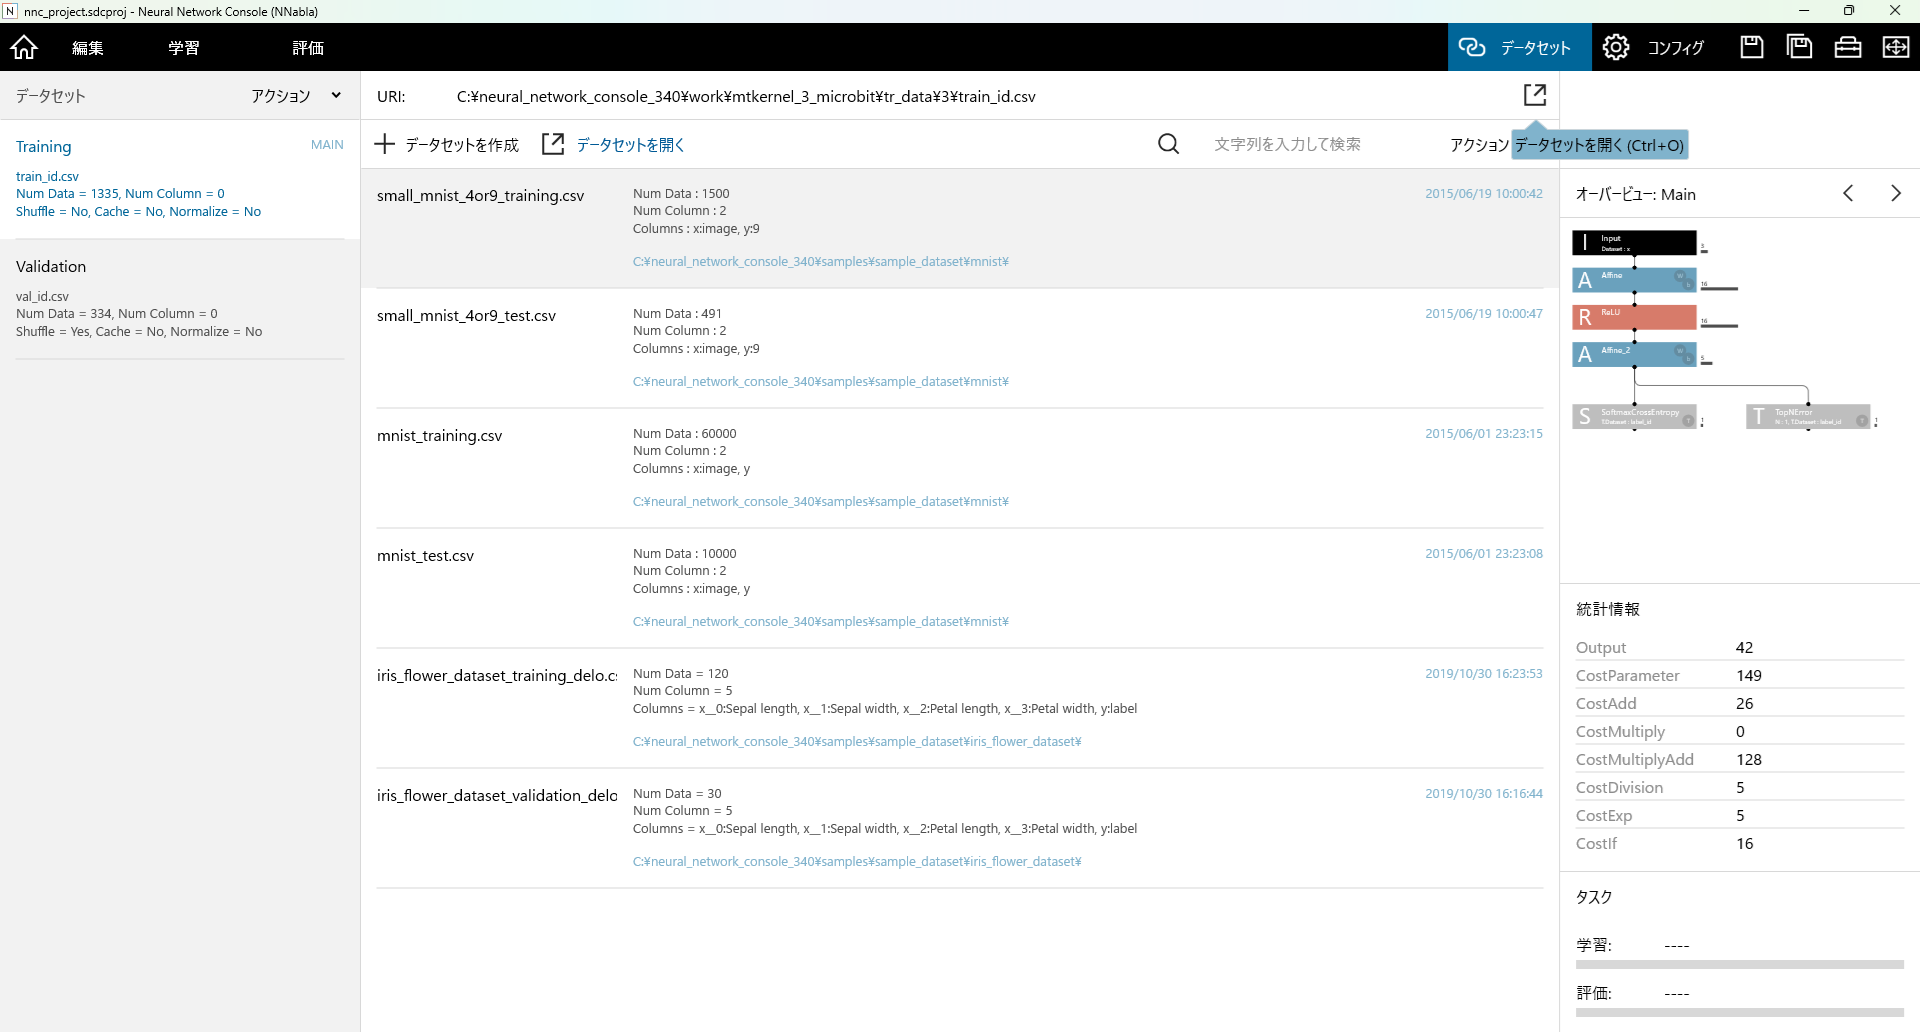 nnc_project.sdcproj - Neural Network Console (NNabla)
編集 学習 評価 データセット コンフィグ
データセット アクション
URI: C:¥neural_network_console_340¥work¥mtkernel_3_microbit¥tr_data¥3¥train_id.csv
Training MAIN
train_id.csv
Num Data = 1335, Num Column = 0
Shuffle = No, Cache = No, Normalize = No
Validation
val_id.csv
Num Data = 334, Num Column = 0
Shuffle = Yes, Cache = No, Normalize = No
データセットを作成 データセットを開く 文字列を入力して検索 アクション
データセットを開く (Ctrl+O)
small_mnist_4or9_training.csv
Num Data : 1500
Num Column : 2
Columns : x:image, y:9
C:¥neural_network_console_340¥samples¥sample_dataset¥mnist¥
2015/06/19 10:00:42
small_mnist_4or9_test.csv
Num Data : 491
Num Column : 2
Columns : x:image, y:9
C:¥neural_network_console_340¥samples¥sample_dataset¥mnist¥
2015/06/19 10:00:47
mnist_training.csv
Num Data : 60000
Num Column : 2
Columns : x:image, y
C:¥neural_network_console_340¥samples¥sample_dataset¥mnist¥
2015/06/01 23:23:15
mnist_test.csv
Num Data : 10000
Num Column : 2
Columns : x:image, y
C:¥neural_network_console_340¥samples¥sample_dataset¥mnist¥
2015/06/01 23:23:08
iris_flower_dataset_training_delo.cs
Num Data = 120
Num Column = 5
Columns = x__0:Sepal length, x__1:Sepal width, x__2:Petal length, x__3:Petal width, y:label
C:¥neural_network_console_340¥samples¥sample_dataset¥iris_flower_dataset¥
2019/10/30 16:23:53
iris_flower_dataset_validation_delo
Num Data = 30
Num Column = 5
Columns = x__0:Sepal length, x__1:Sepal width, x__2:Petal length, x__3:Petal width, y:label
C:¥neural_network_console_340¥samples¥sample_dataset¥iris_flower_dataset¥
2019/10/30 16:16:44
オーバービュー: Main
I Input
Dataset : x
3
A Affine
W
b
16
R ReLU
16
A Affine_2
W
b
5
S SoftmaxCrossEntropy
T.Dataset : label_id
T
1
T TopNError
N : 1, T.Dataset : label_id
T
1
統計情報
Output 42
CostParameter 149
CostAdd 26
CostMultiply 0
CostMultiplyAdd 128
CostDivision 5
CostExp 5
CostIf 16
タスク
学習: ----
評価: ----